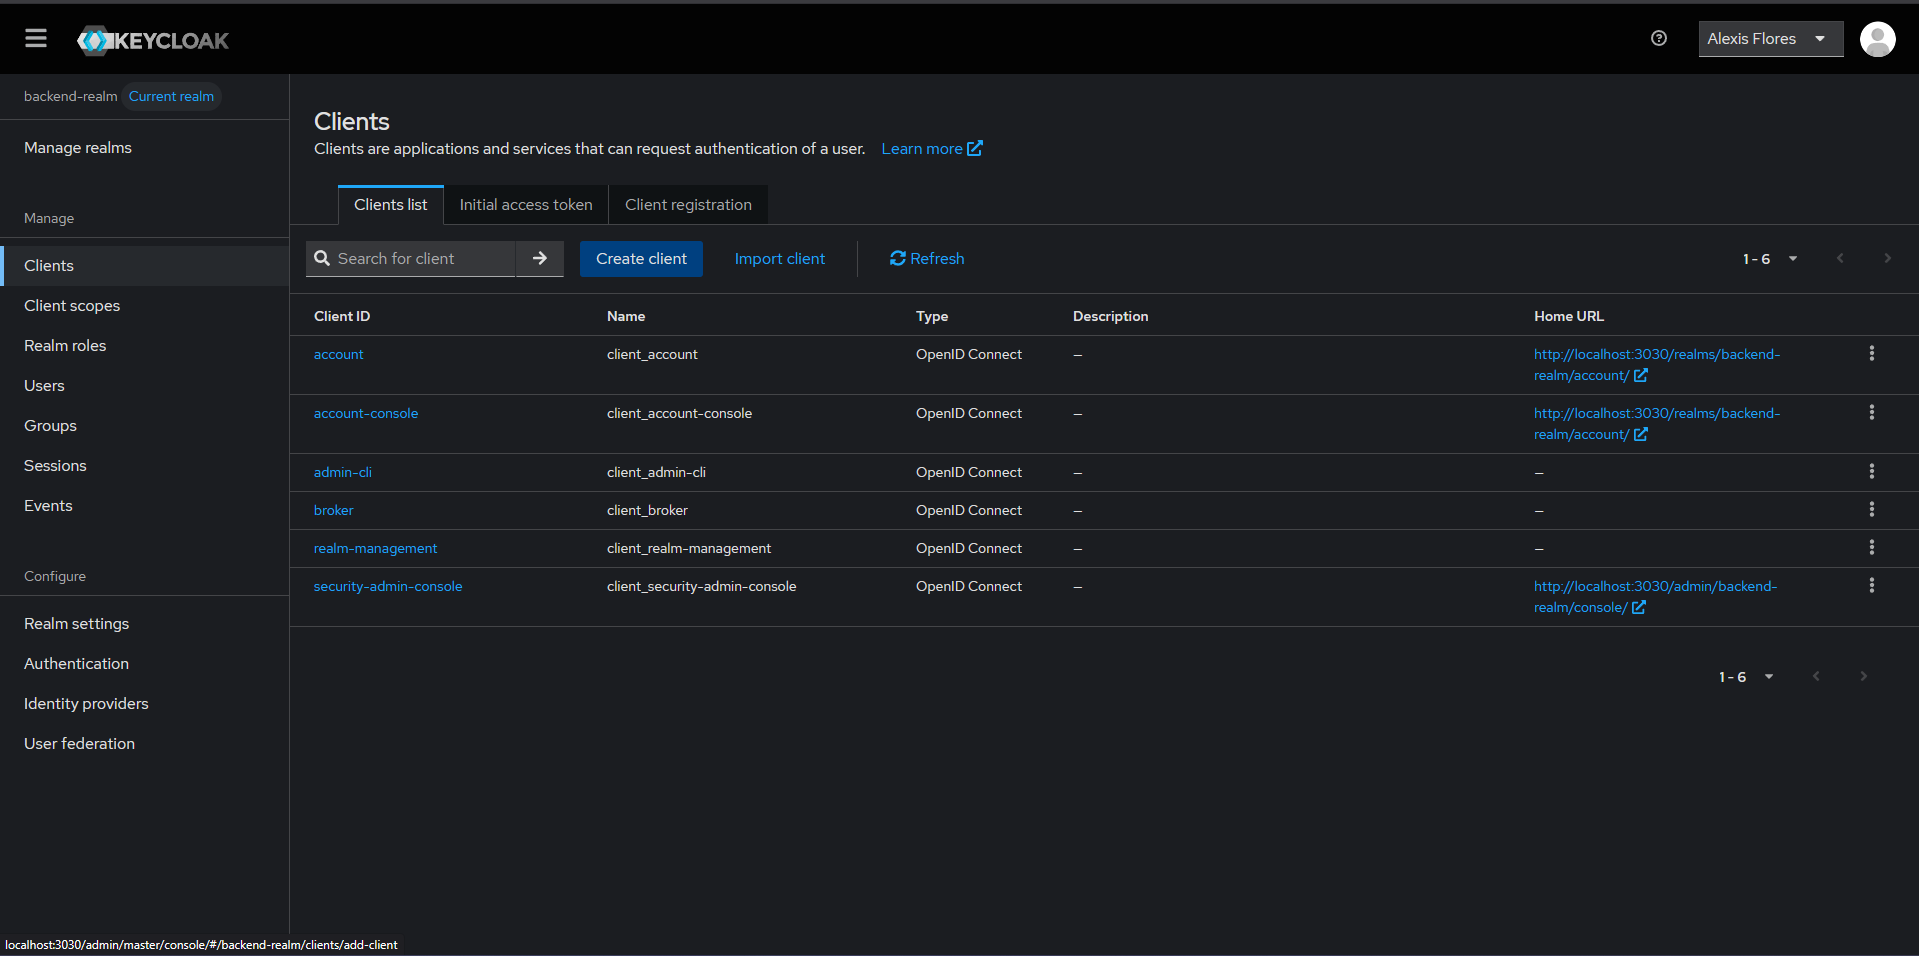 KEYCLOAK
Alexis Flores
backend-realm Current realm
Manage realms
Manage
Clients
Client scopes
Realm roles
Users
Groups
Sessions
Events
Configure
Realm settings
Authentication
Identity providers
User federation
Clients
Clients are applications and services that can request authentication of a user. Learn more
Clients list Initial access token Client registration
Search for client Create client Import client Refresh 1 - 6
Client ID Name Type Description Home URL
account client_account OpenID Connect – http://localhost:3030/realms/backend-
realm/account/
account-console client_account-console OpenID Connect – http://localhost:3030/realms/backend-
realm/account/
admin-cli client_admin-cli OpenID Connect – –
broker client_broker OpenID Connect – –
realm-management client_realm-management OpenID Connect – –
security-admin-console client_security-admin-console OpenID Connect – http://localhost:3030/admin/backend-
realm/console/
1 - 6
localhost:3030/admin/master/console/#/backend-realm/clients/add-client